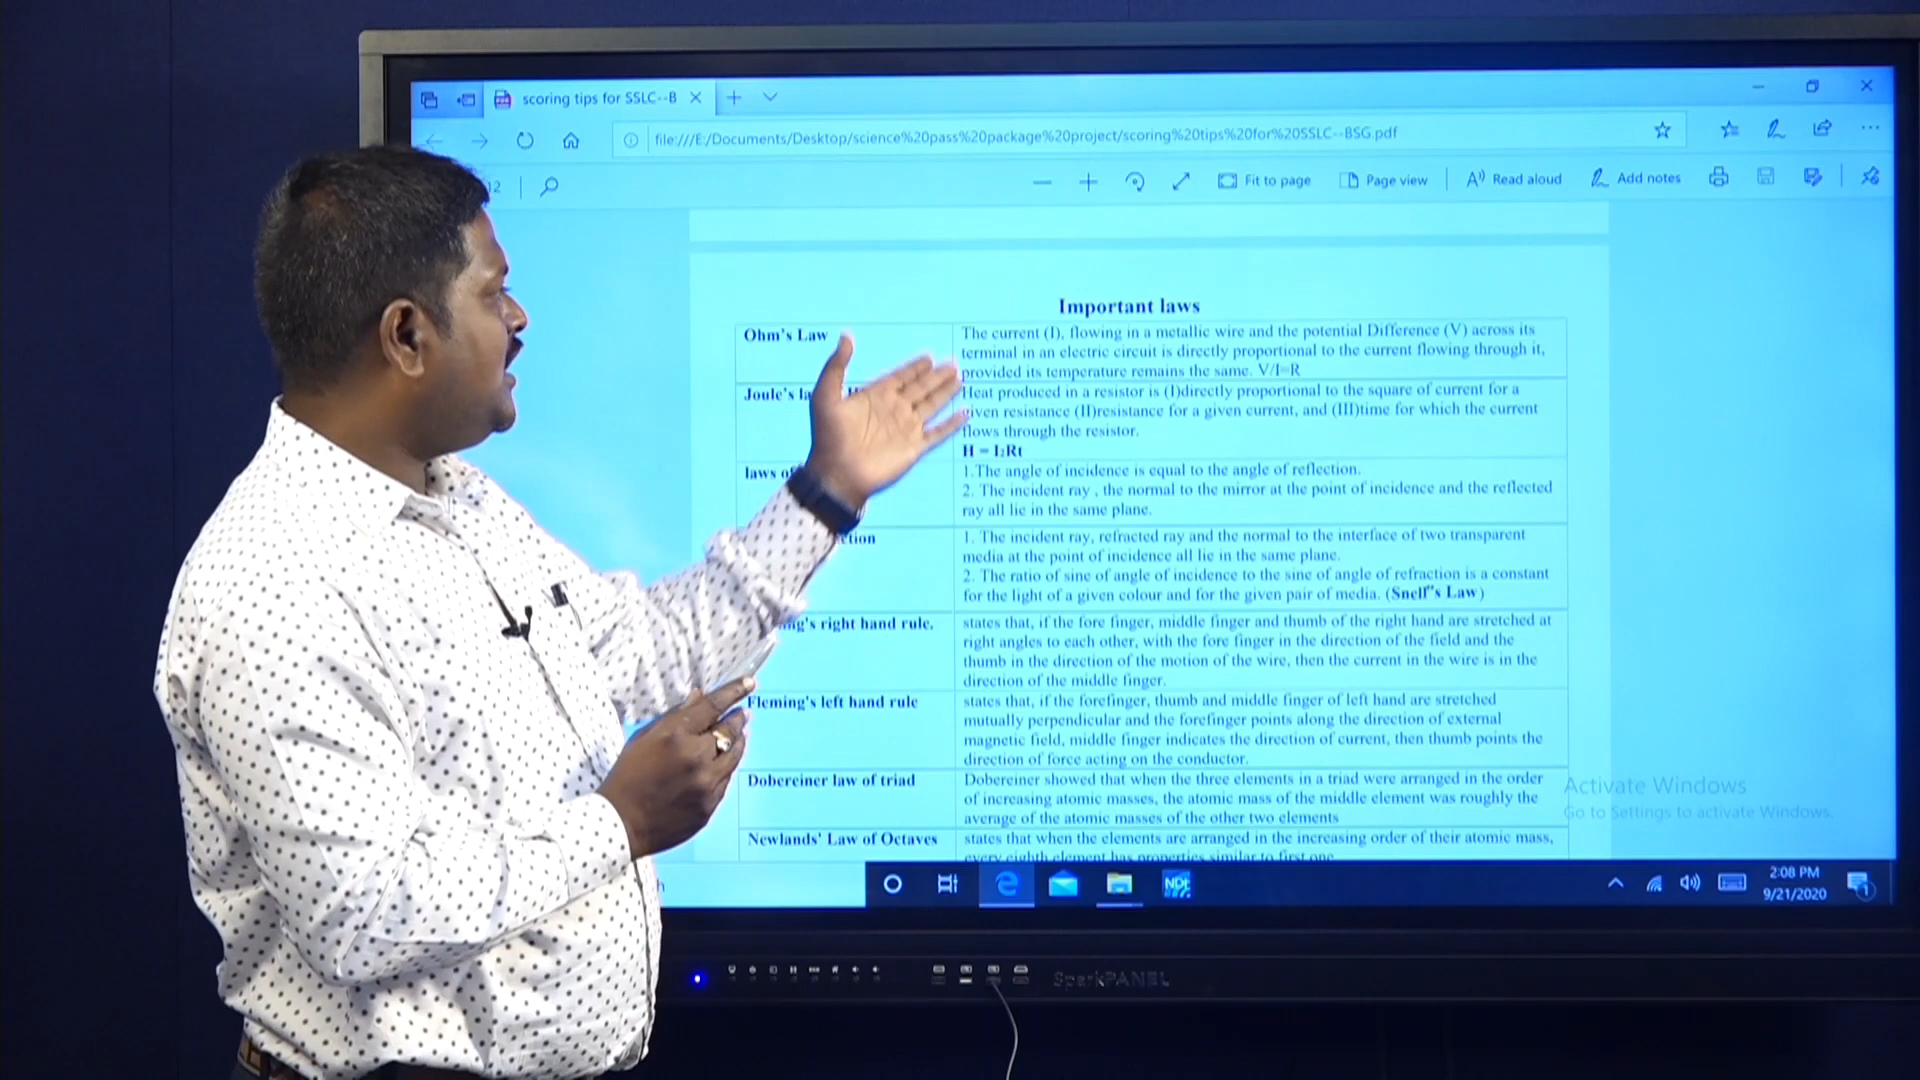 scoring tips for SSLC--B
file:///E:/Documents/Desktop/science%20pass%20package%20project/scoring%20tips%20for%20SSLC--BSG.pdf
12
Fit to page
Page view
Read aloud
Add notes
Important laws
Ohm's Law
The current (I), flowing in a metallic wire and the potential Difference (V) across its
terminal in an electric circuit is directly proportional to the current flowing through it,
provided its temperature remains the same. V/I=R
Joule's
Heat produced in a resistor is (I)directly proportional to the square of current for a
given resistance (II)resistance for a given current, and (III)time for which the current
flows through the resistor.
H = I2Rt
laws
1.The angle of incidence is equal to the angle of reflection.
2. The incident ray , the normal to the mirror at the point of incidence and the reflected
ray all lie in the same plane.
ction
1. The incident ray, refracted ray and the normal to the interface of two transparent
media at the point of incidence all lie in the same plane.
2. The ratio of sine of angle of incidence to the sine of angle of refraction is a constant
for the light of a given colour and for the given pair of media. (Snell"s Law)
ng's right hand rule.
states that, if the fore finger, middle finger and thumb of the right hand are stretched at
right angles to each other, with the fore finger in the direction of the field and the
thumb in the direction of the motion of the wire, then the current in the wire is in the
direction of the middle finger.
Fleming's left hand rule
states that, if the forefinger, thumb and middle finger of left hand are stretched
mutually perpendicular and the forefinger points along the direction of external
magnetic field, middle finger indicates the direction of current, then thumb points the
direction of force acting on the conductor.
Dobereiner law of triad
Dobereiner showed that when the three elements in a triad were arranged in the order
of increasing atomic masses, the atomic mass of the middle element was roughly the
average of the atomic masses of the other two elements
Newlands' Law of Octaves
states that when the elements are arranged in the increasing order of their atomic mass,
every eighth element has properties similar to first one
Activate Windows
Go to Settings to activate Windows.
h
2:08 PM
9/21/2020
SparkPANEL